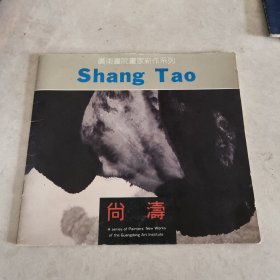 廣東畫院畫家新作系列
Shang Tao
尚 濤
A series of Painters' New Works
of the Guangdong Art Institute